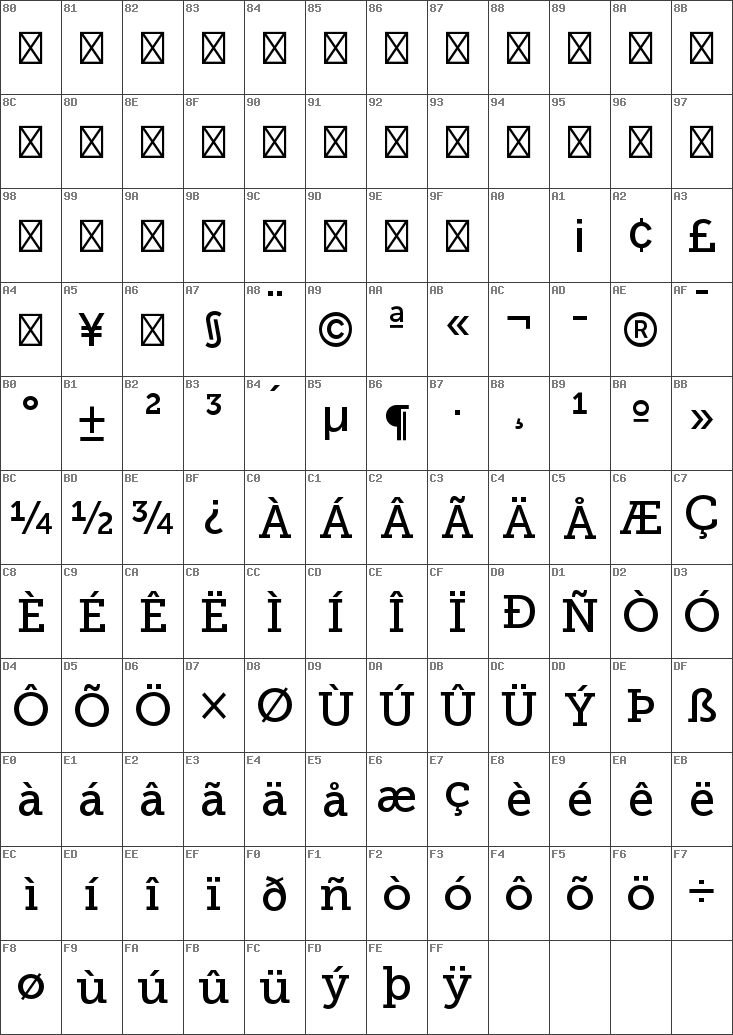 80 81 82 83 84 85 86 87 88 89 8A 8B
8C 8D 8E 8F 90 91 92 93 94 95 96 97
98 99 9A 9B 9C 9D 9E 9F A0 A1 A2 A3
¡ ¢ £
A4 A5 A6 A7 A8 A9 AA AB AC AD AE AF
¥ § ¨ © ª « ¬ - ® ¯
B0 B1 B2 B3 B4 B5 B6 B7 B8 B9 BA BB
° ± ² ³ ´ µ ¶ · ¸ ¹ º »
BC BD BE BF C0 C1 C2 C3 C4 C5 C6 C7
¼ ½ ¾ ¿ À Á Â Ã Ä Å Æ Ç
C8 C9 CA CB CC CD CE CF D0 D1 D2 D3
È É Ê Ë Ì Í Î Ï Ð Ñ Ò Ó
D4 D5 D6 D7 D8 D9 DA DB DC DD DE DF
Ô Õ Ö × Ø Ù Ú Û Ü Ý Þ ß
E0 E1 E2 E3 E4 E5 E6 E7 E8 E9 EA EB
à á â ã ä å æ ç è é ê ë
EC ED EE EF F0 F1 F2 F3 F4 F5 F6 F7
ì í î ï ð ñ ò ó ô õ ö ÷
F8 F9 FA FB FC FD FE FF
ø ù ú û ü ý þ ÿ